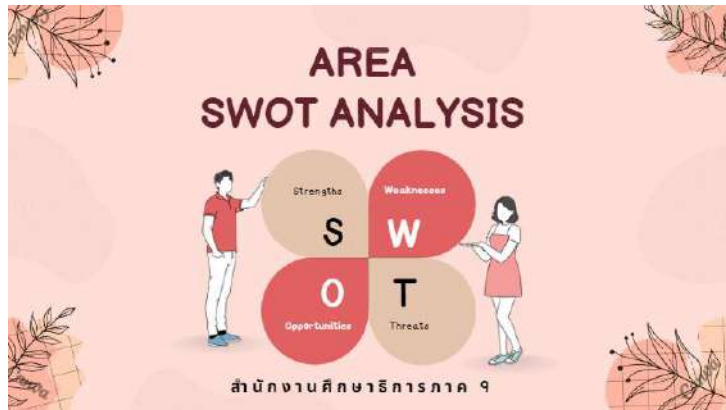 AREA
SWOT ANALYSIS
Strengths
Weaknesses
S
W
O
T
Opportunities
Threats
สำนักงานศึกษาธิการภาค ๑